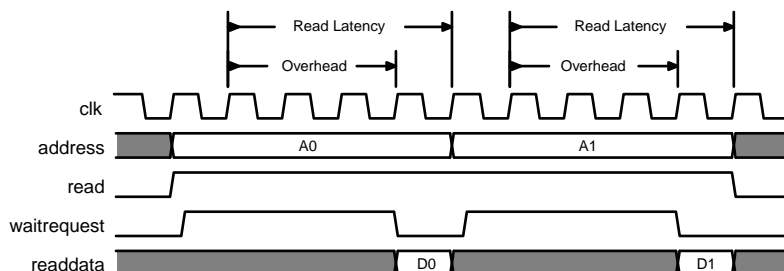 Read Latency Read Latency
Overhead Overhead
clk
address A0 A1
read
waitrequest
readdata D0 D1